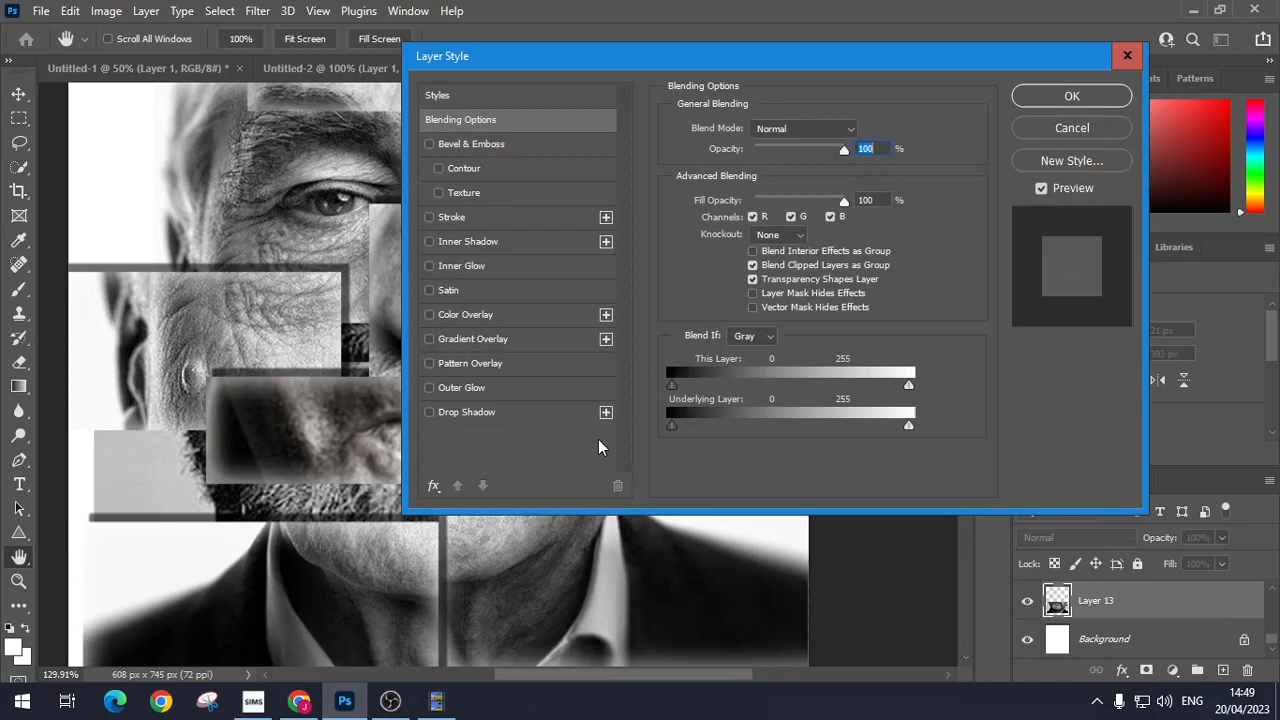 Ps File Edit Image Layer Type Select Filter 3D View Plugins Window Help
Scroll All Windows 100% Fit Screen Fill Screen
Untitled-1 @ 50% (Layer 1, RGB/8#) * × Untitled-2 @ 100% (Layer 1,
Patterns
Layer Style
Styles
Blending Options
Bevel & Emboss
Contour
Texture
Stroke
Inner Shadow
Inner Glow
Satin
Color Overlay
Gradient Overlay
Pattern Overlay
Outer Glow
Drop Shadow
fx
Blending Options
General Blending
Blend Mode: Normal
Opacity: 100 %
Advanced Blending
Fill Opacity: 100 %
Channels: R G B
Knockout: None
Blend Interior Effects as Group
Blend Clipped Layers as Group
Transparency Shapes Layer
Layer Mask Hides Effects
Vector Mask Hides Effects
Blend If: Gray
This Layer: 0 255
Underlying Layer: 0 255
OK
Cancel
New Style...
Preview
Libraries
Normal Opacity: 100%
Lock: Fill: 100%
Layer 13
Background
fx
129.91% 608 px x 745 px (72 ppi)
SIMS Ps ENG
14:49
20/04/2023